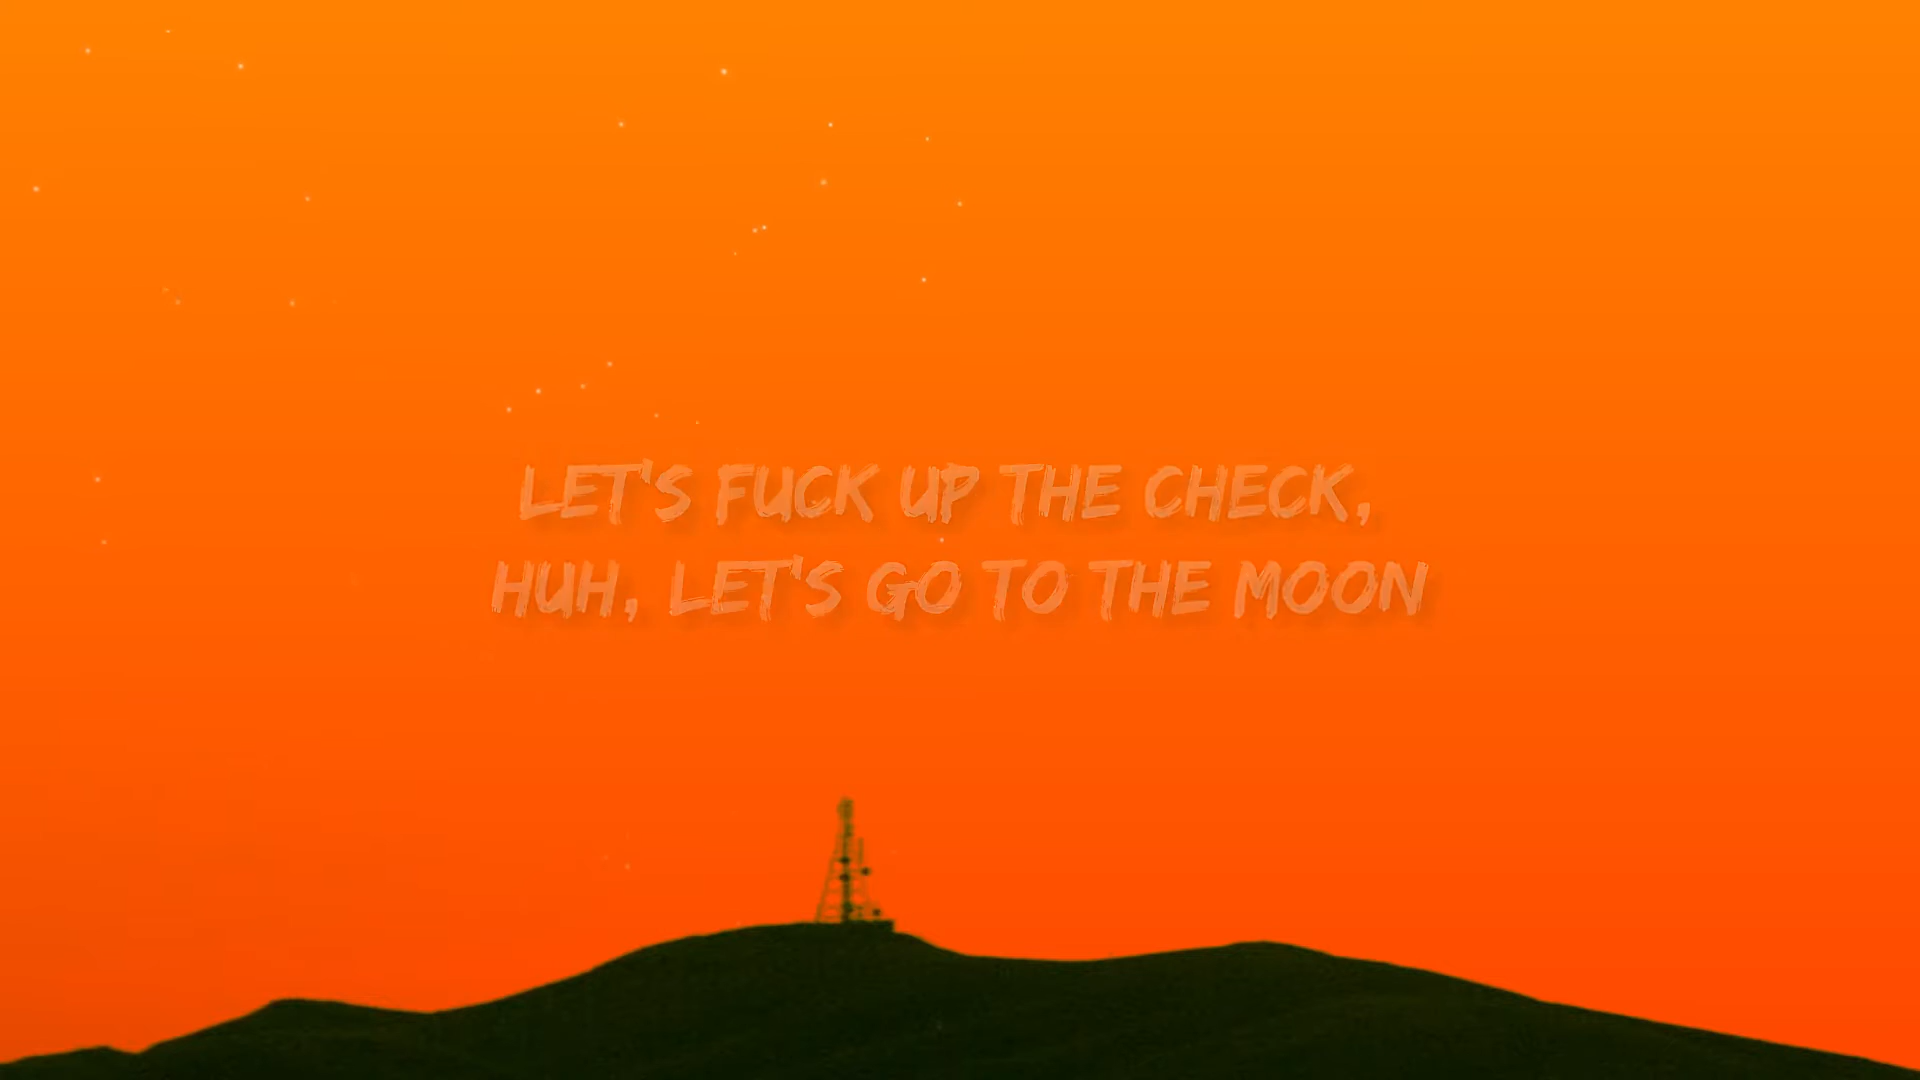 LET'S FUCK UP THE CHECK,
HUH, LET'S GO TO THE MOON